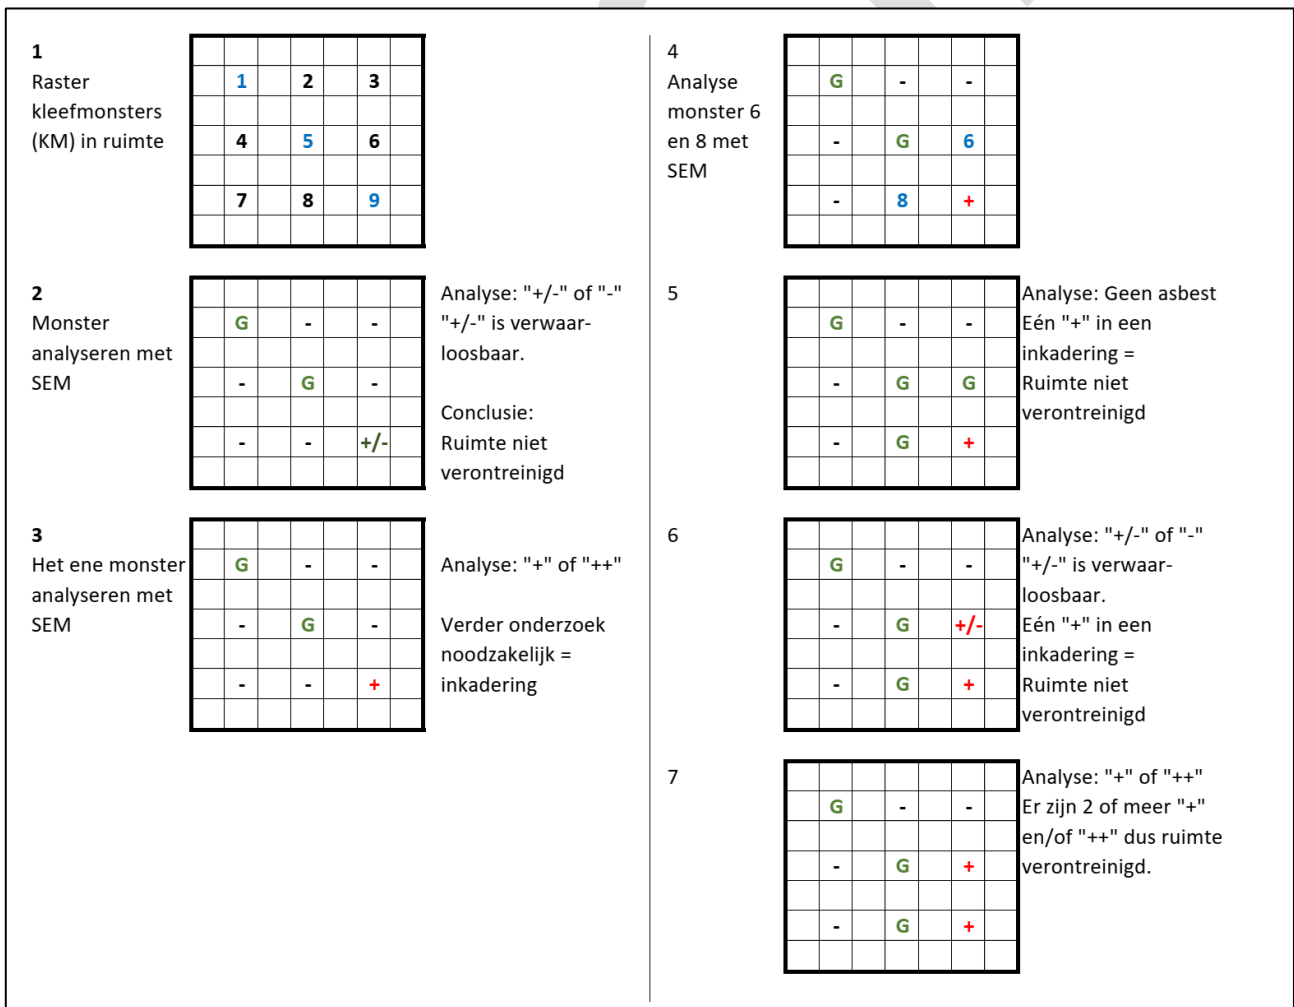 1
Raster
kleefmonsters
(KM) in ruimte
1 2 3
4 5 6
7 8 9
2
Monster
analyseren met
SEM
G - -
- G -
- - +/-
Analyse: "+/-" of "-"
"+/-" is verwaar-
loosbaar.
Conclusie:
Ruimte niet
verontreinigd
3
Het ene monster
analyseren met
SEM
G - -
- G -
- - +
Analyse: "+" of "++"
Verder onderzoek
noodzakelijk =
inkadering
4
Analyse
monster 6
en 8 met
SEM
G - -
- G 6
- 8 +
5
G - -
- G G
- G +
Analyse: Geen asbest
Eén "+" in een
inkadering =
Ruimte niet
verontreinigd
6
G - -
- G +/-
- G +
Analyse: "+/-" of "-"
"+/-" is verwaar-
loosbaar.
Eén "+" in een
inkadering =
Ruimte niet
verontreinigd
7
G - -
- G +
- G +
Analyse: "+" of "++"
Er zijn 2 of meer "+"
en/of "++" dus ruimte
verontreinigd.